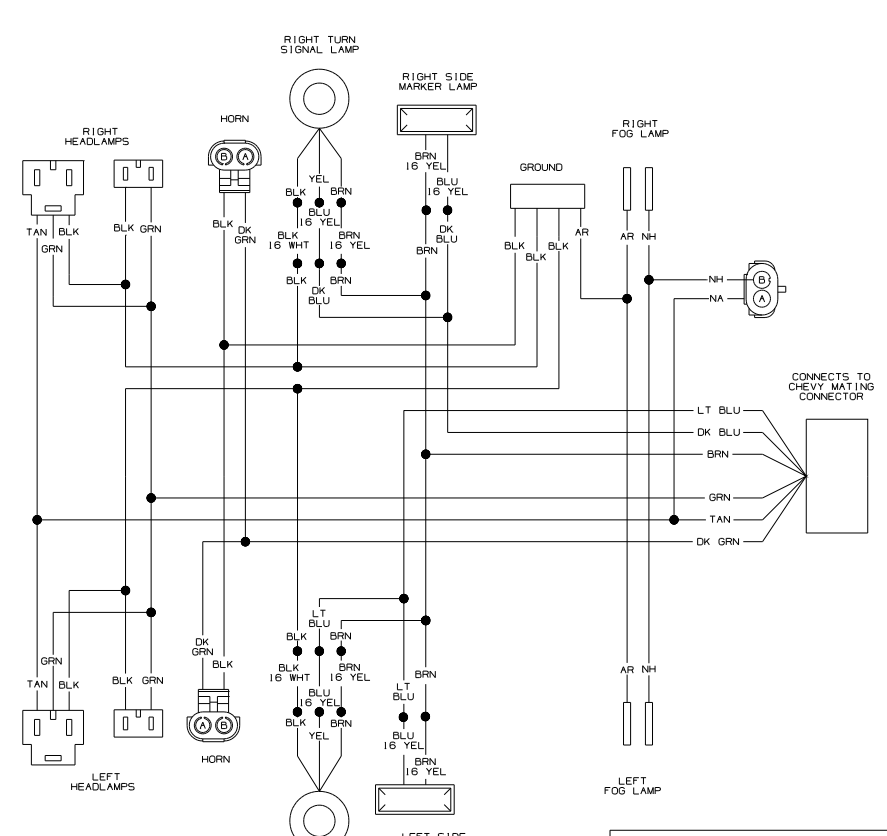 RIGHT TURN
SIGNAL LAMP
RIGHT SIDE
MARKER LAMP
HORN
RIGHT
HEADLAMPS
RIGHT
FOG LAMP
GROUND
B A
BRN
16 YEL
BLU
16 YEL
YEL
BLK
BRN
BLU
16 YEL
TAN
BLK
GRN
BLK
GRN
BLK
DK
GRN
BLK
16 WHT
BRN
16 YEL
DK
BLU
BRN
BLK
BLK
BLK
AR
AR
NH
BLK
DK
BLU
BRN
NH
B
NA
A
CONNECTS TO
CHEVY MATING
CONNECTOR
LT BLU
DK BLU
BRN
GRN
TAN
DK GRN
LT
BLU
BLK
BRN
DK
GRN
BLK
GRN
TAN
BLK
BLK
GRN
BLK
16 WHT
BRN
16 YEL
BLU
16 YEL
BRN
LT
BLU
AR
NH
BLK
YEL
BRN
A B
BLU
16 YEL
BRN
16 YEL
HORN
LEFT
HEADLAMPS
LEFT
FOG LAMP
LEFT SIDE